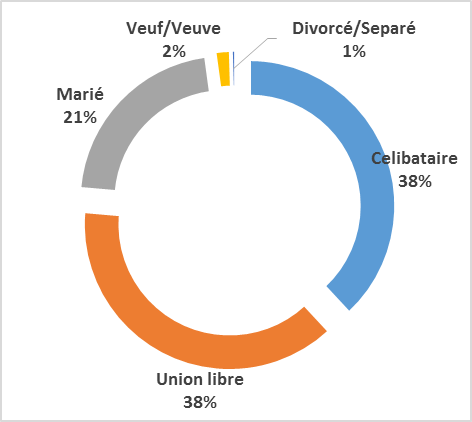 Veuf/Veuve
2%
Divorcé/Separé
1%
Marié
21%
Celibataire
38%
Union libre
38%